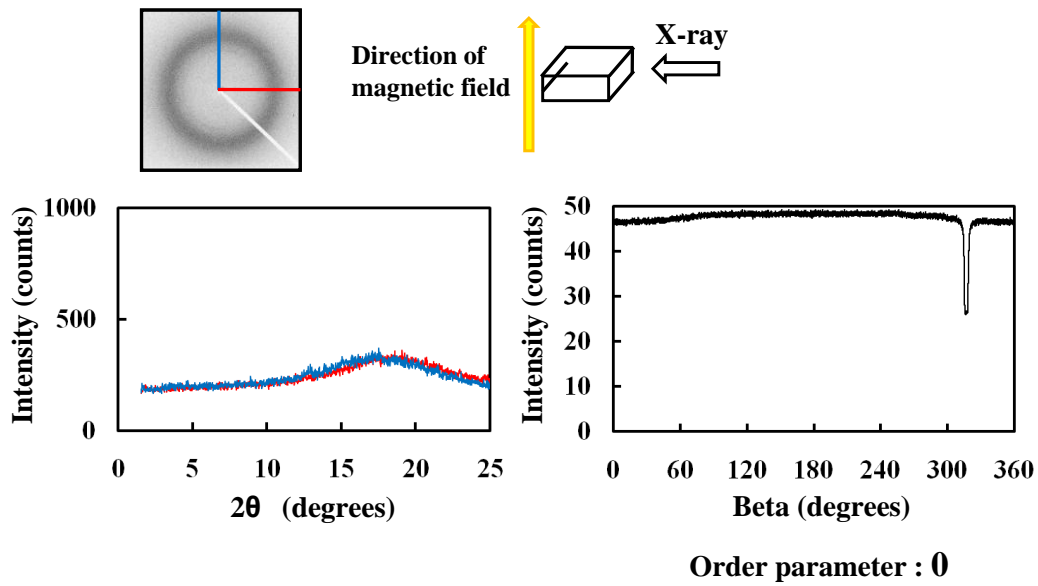 Direction of
magnetic field
X-ray
Intensity (counts)
1000
500
0
0 5 10 15 20 25
2θ (degrees)
Intensity (counts)
50
40
30
20
10
0
0 60 120 180 240 300 360
Beta (degrees)
Order parameter : 0